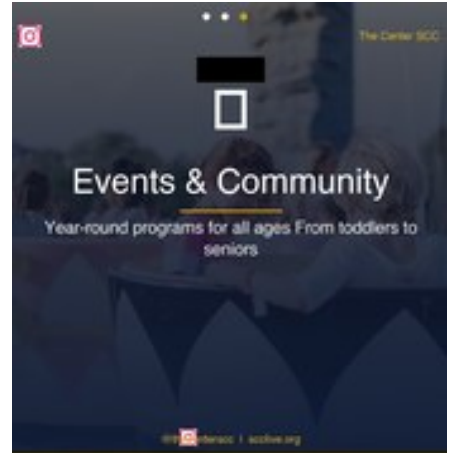 The Center SCC
Events & Community
Year-round programs for all ages From toddlers to
seniors
| scclive.org